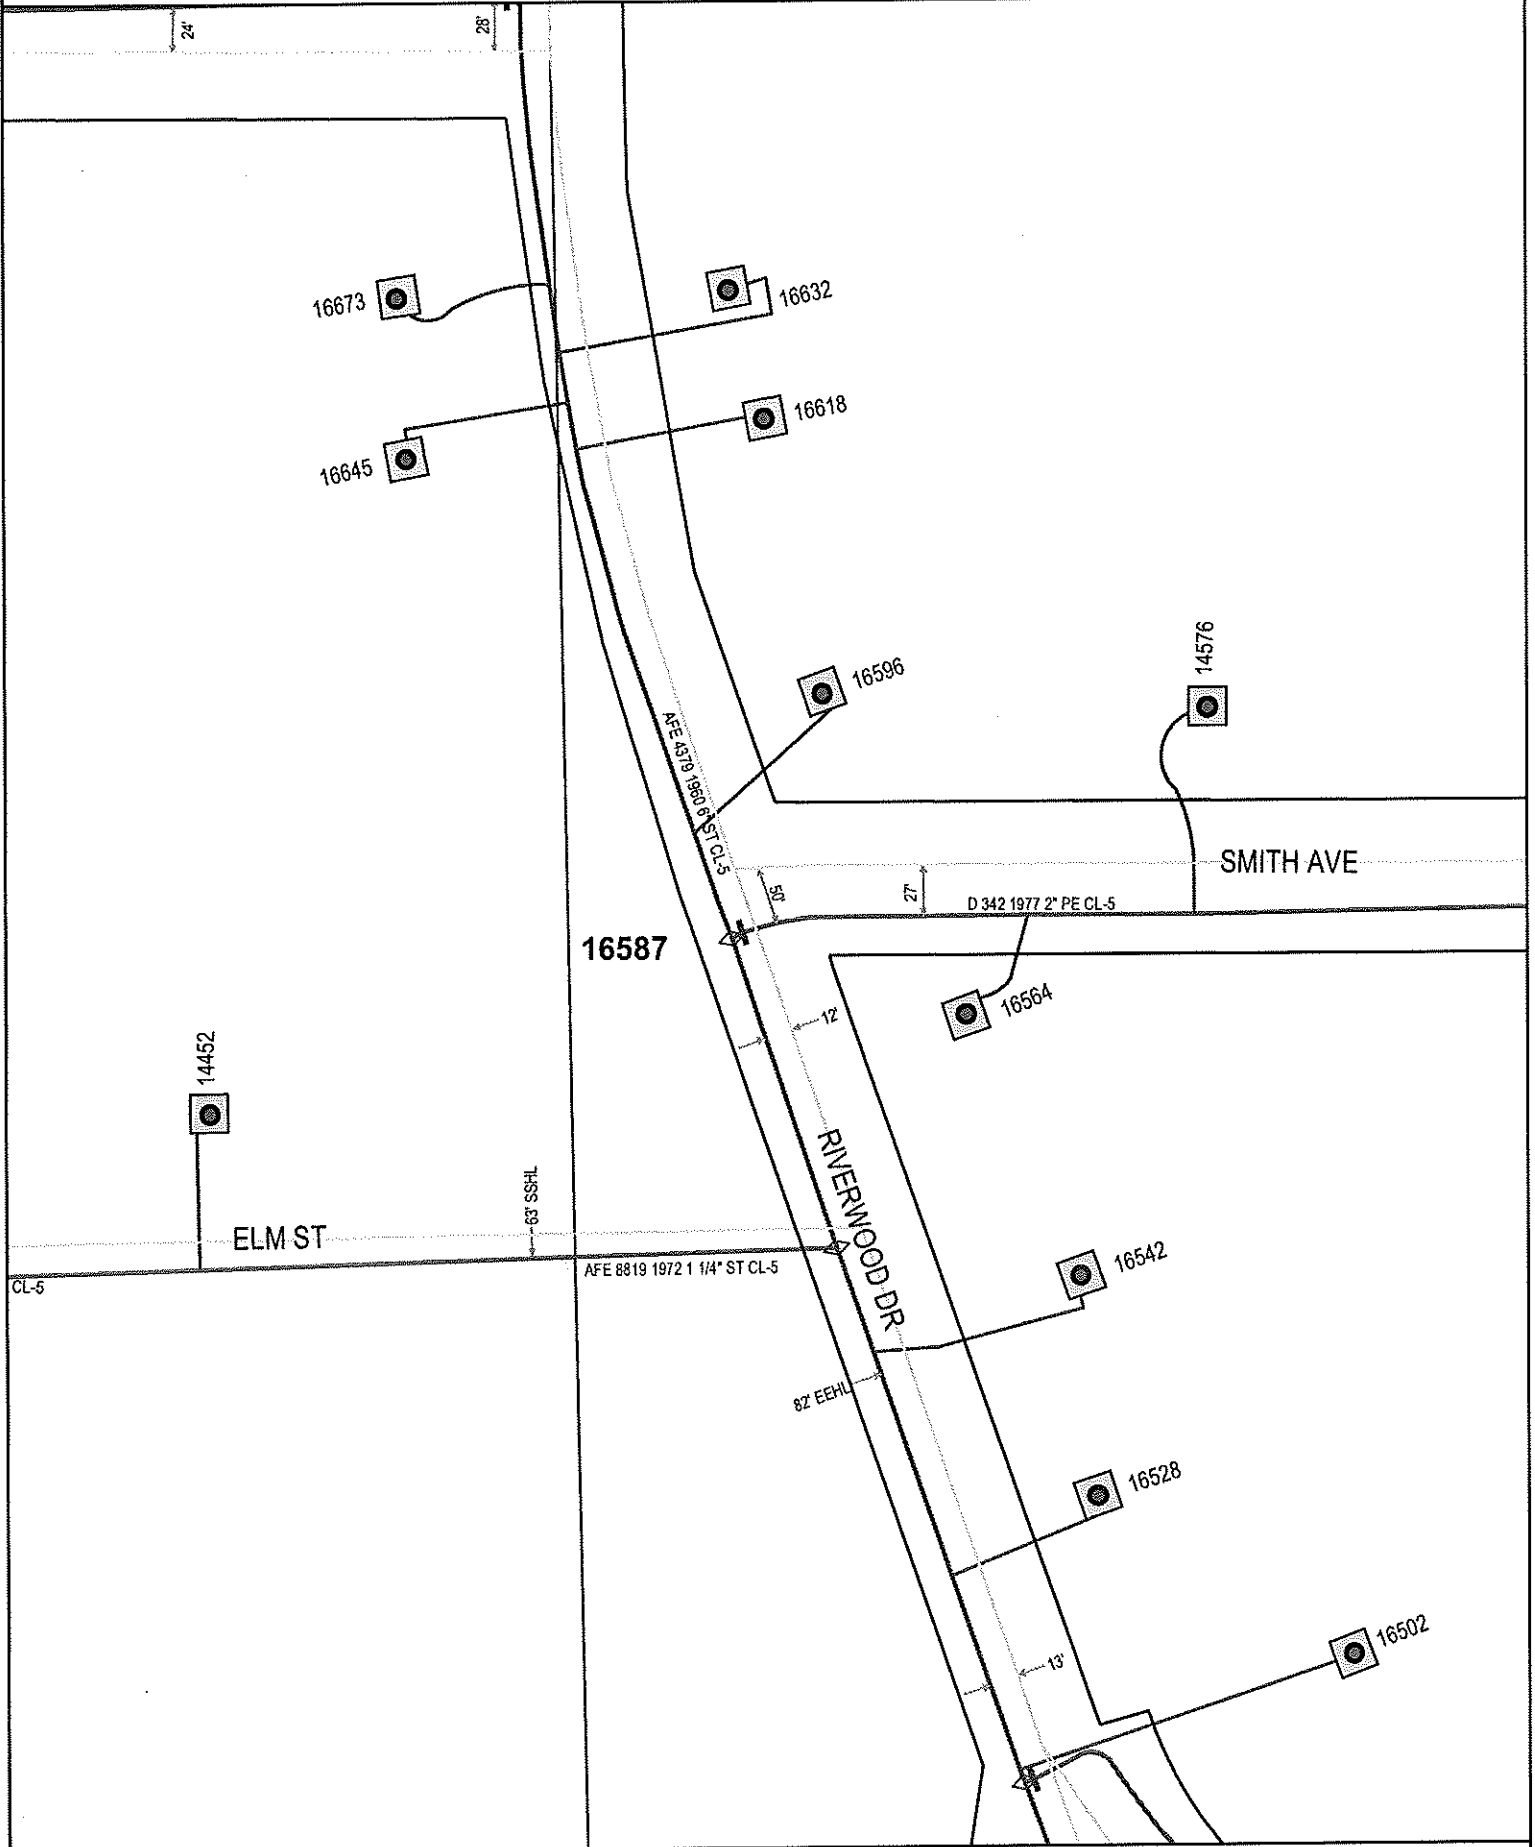 24'
28'
16673
16632
16618
16645
16596
14576
AFE 4379 1960 6" ST CL-5
SMITH AVE
50'
27'
D 342 1977 2" PE CL-5
16587
16564
12'
14452
RIVERWOOD DR
63' SSHL
ELM ST
16542
AFE 8819 1972 1 1/4" ST CL-5
CL-5
82' EEHL
16528
16502
13'